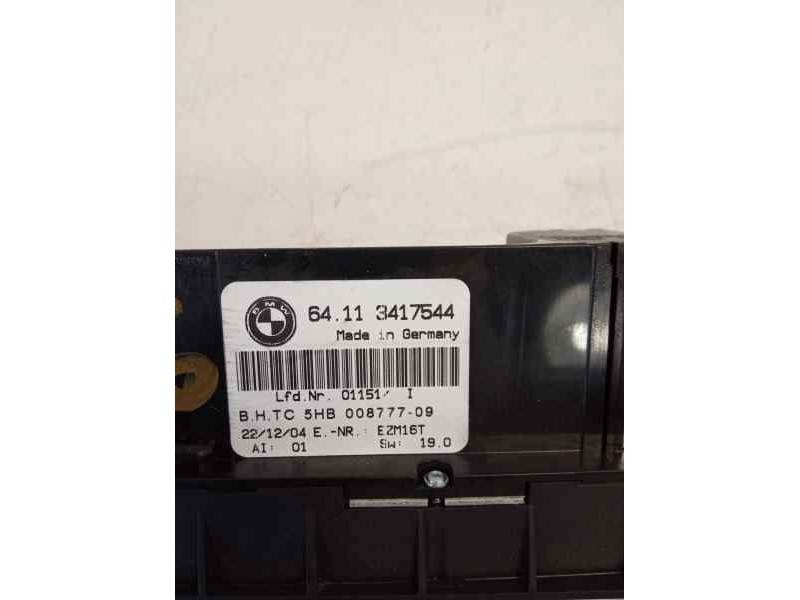 BMW
64.11 3417544
Made in Germany
Lfd.Nr. 01151/ I
B.H.TC 5HB 008777-09
22/12/04 E.-NR.: EZM16T
AI: 01 SW: 19.0